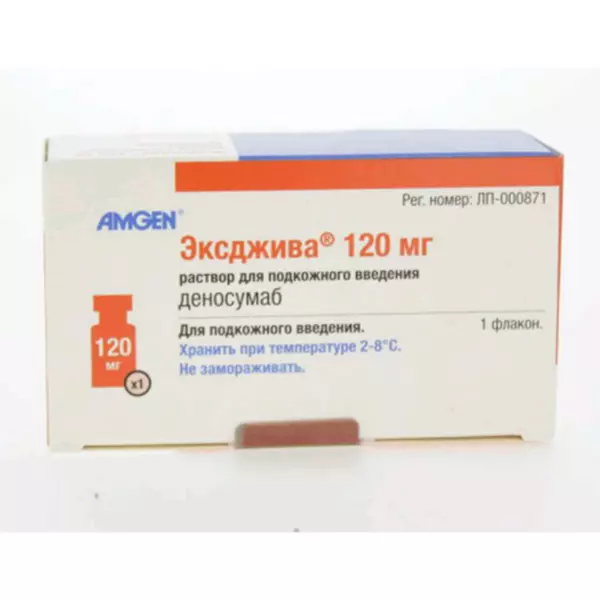 Рег. номер: ЛП-000871
AMGEN®
Эксджива® 120 мг
раствор для подкожного введения
деносумаб
Для подкожного введения.
1 флакон.
Хранить при температуре 2-8°C.
Не замораживать.
120
мг
x1